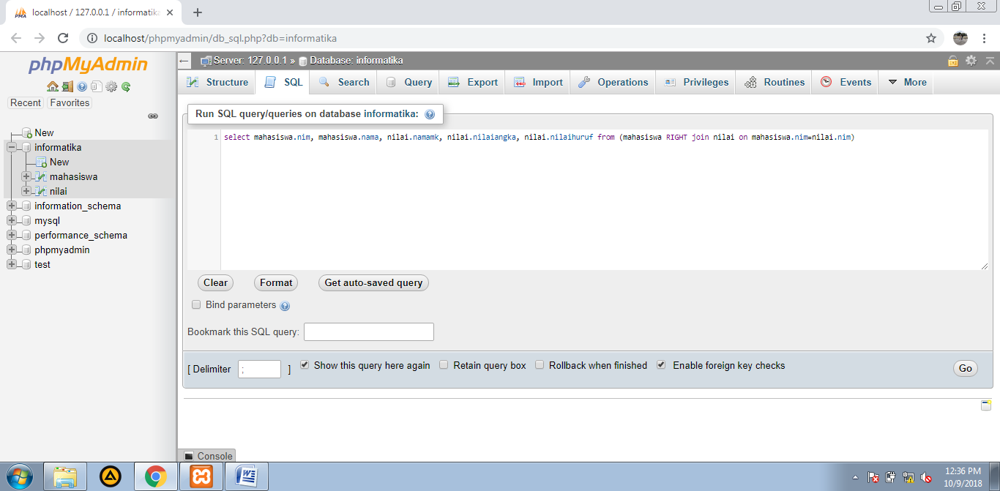 localhost / 127.0.0.1 / informatika
localhost/phpmyadmin/db_sql.php?db=informatika
phpMyAdmin
Recent Favorites
New
informatika
New
mahasiswa
nilai
information_schema
mysql
performance_schema
phpmyadmin
test
Server: 127.0.0.1 » Database: informatika
Structure SQL Search Query Export Import Operations Privileges Routines Events More
Run SQL query/queries on database informatika:
1 select mahasiswa.nim, mahasiswa.nama, nilai.namamk, nilai.nilaiangka, nilai.nilaihuruf from (mahasiswa RIGHT join nilai on mahasiswa.nim=nilai.nim)
Clear Format Get auto-saved query
Bind parameters
Bookmark this SQL query:
[ Delimiter ; ] Show this query here again Retain query box Rollback when finished Enable foreign key checks Go
Console
12:36 PM
10/9/2018